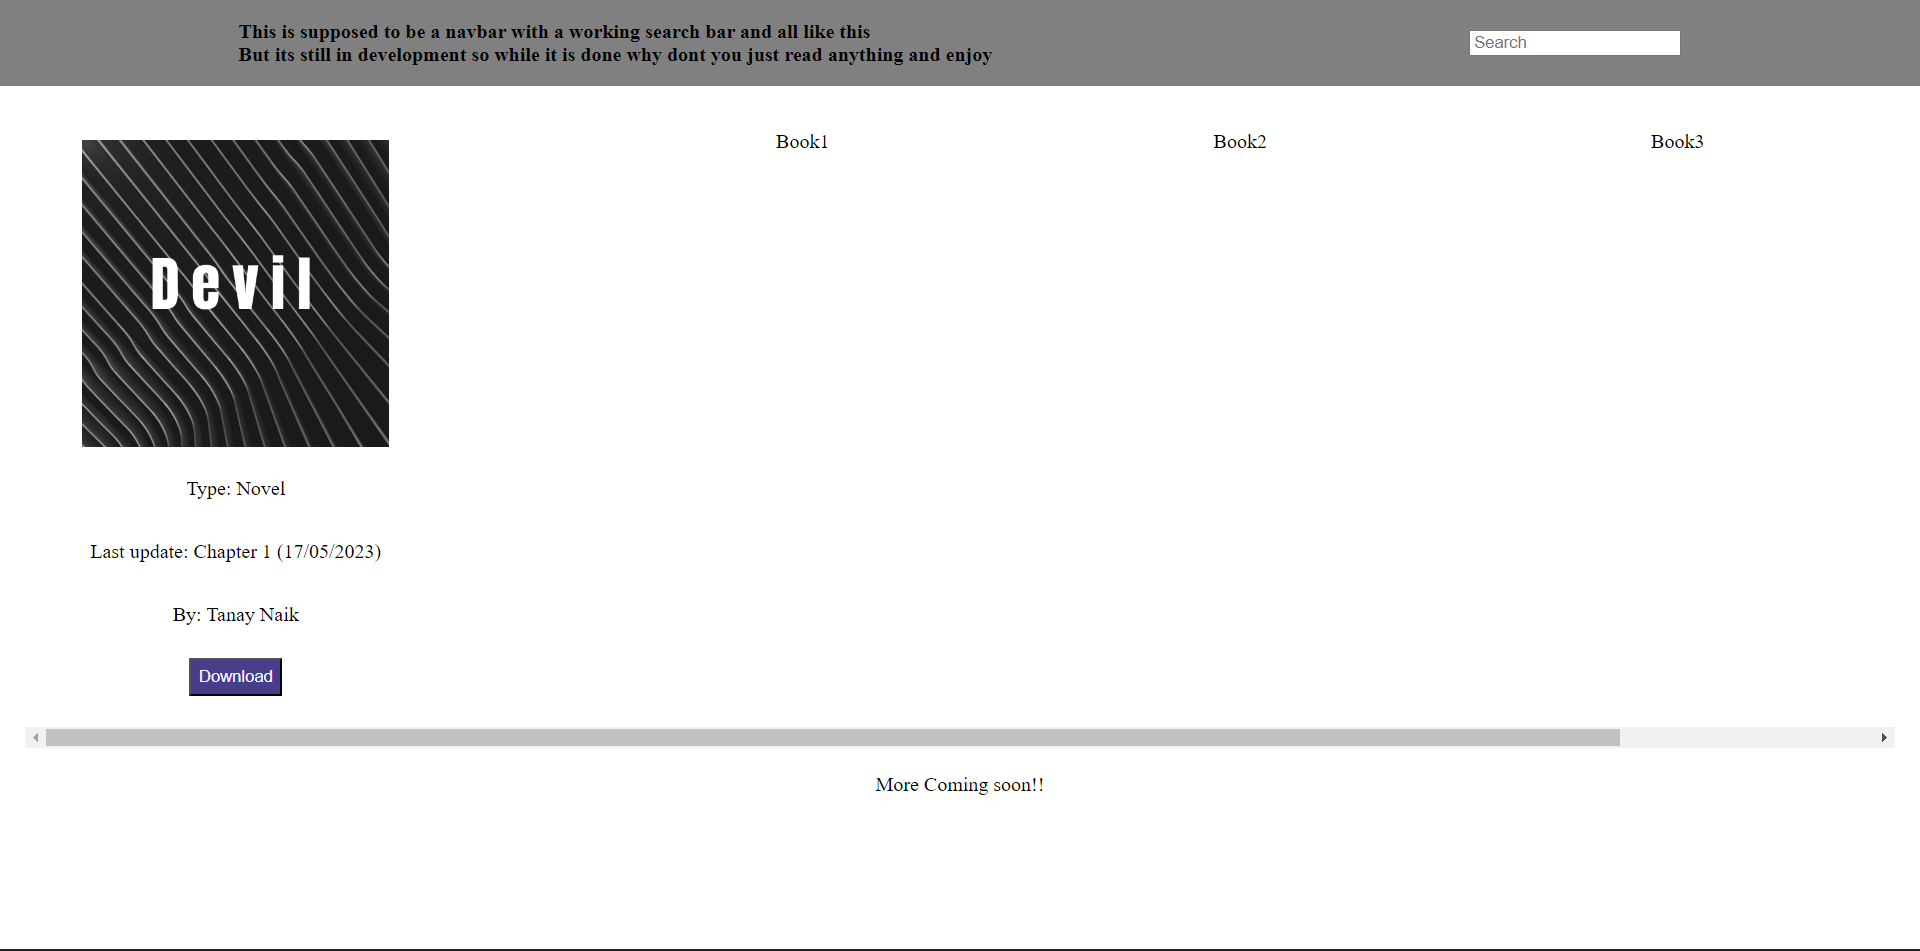 This is supposed to be a navbar with a working search bar and all like this
But its still in development so while it is done why dont you just read anything and enjoy
Search
Devil
Type: Novel
Last update: Chapter 1 (17/05/2023)
By: Tanay Naik
Download
Book1
Book2
Book3
More Coming soon!!